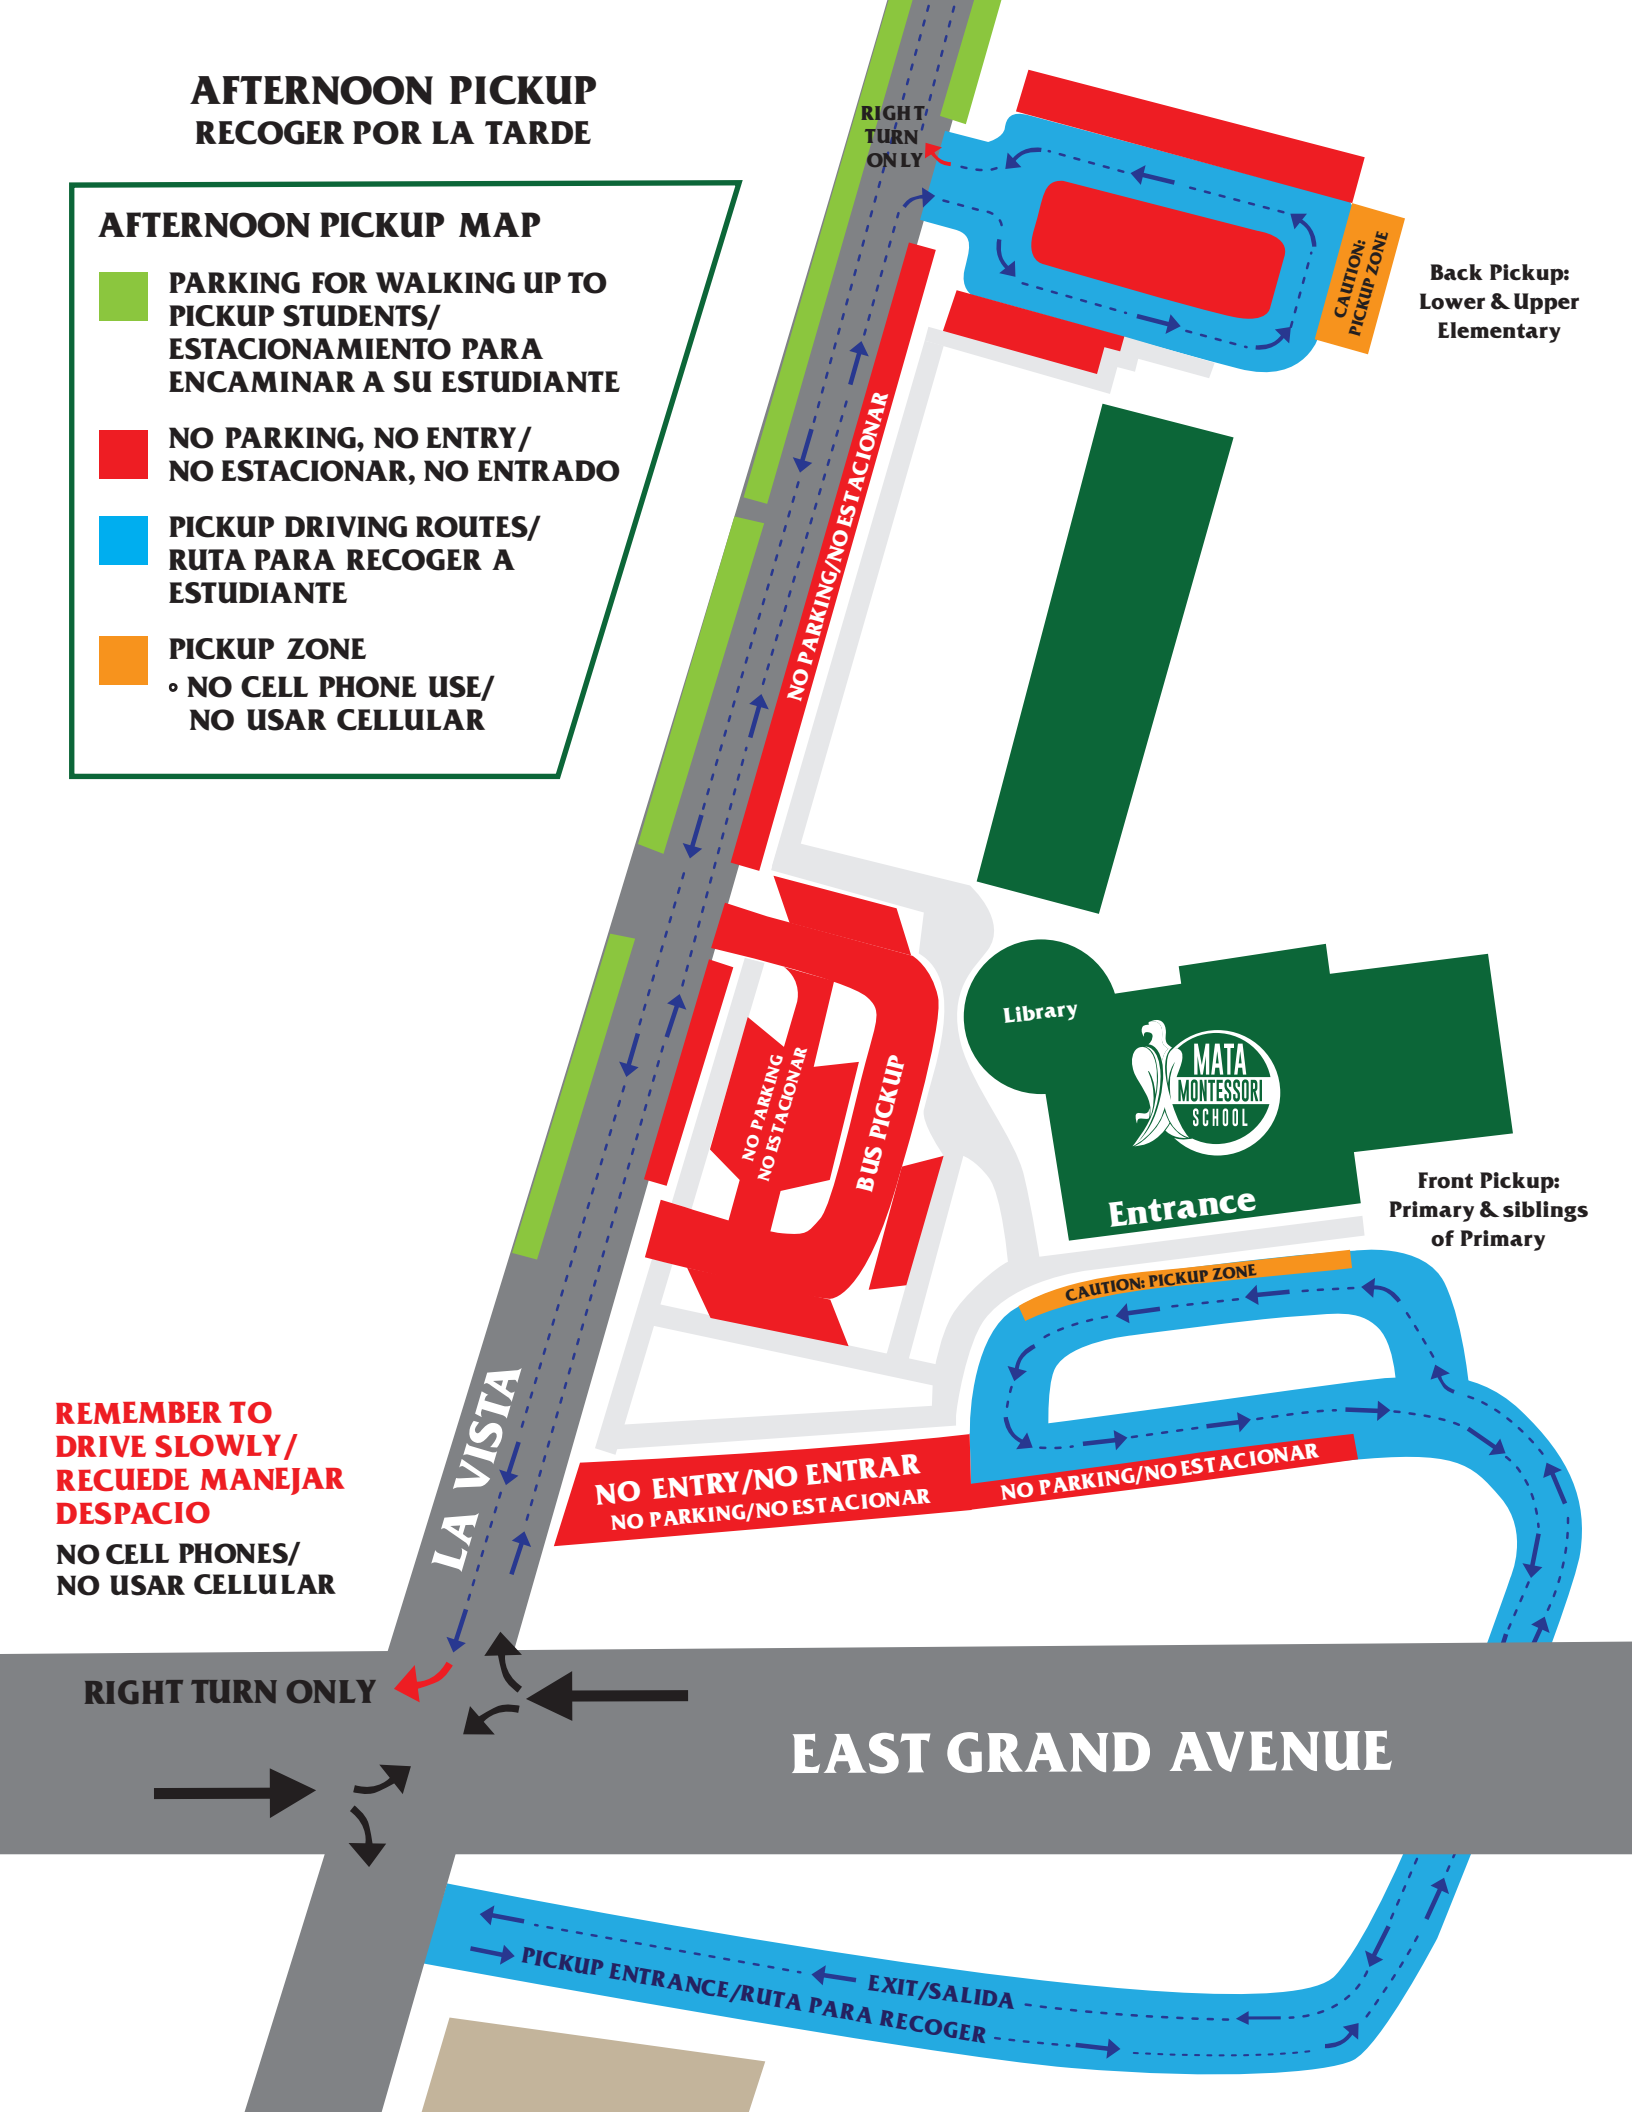 AFTERNOON PICKUP
RECOGER POR LA TARDE
AFTERNOON PICKUP MAP
PARKING FOR WALKING UP TO
PICKUP STUDENTS/
ESTACIONAMIENTO PARA
ENCAMINAR A SU ESTUDIANTE
NO PARKING, NO ENTRY/
NO ESTACIONAR, NO ENTRADO
PICKUP DRIVING ROUTES/
RUTA PARA RECOGER A
ESTUDIANTE
PICKUP ZONE
NO CELL PHONE USE/
NO USAR CELLULAR
RIGHT
TURN
ONLY
CAUTION:
PICKUP ZONE
Back Pickup:
Lower & Upper
Elementary
NO PARKING/NO ESTACIONAR
NO PARKING
NO ESTACIONAR
BUS PICKUP
Library
MATA
MONTESSORI
SCHOOL
Entrance
Front Pickup:
Primary & siblings
of Primary
CAUTION: PICKUP ZONE
NO ENTRY/NO ENTRAR
NO PARKING/NO ESTACIONAR
NO PARKING/NO ESTACIONAR
LA VISTA
REMEMBER TO
DRIVE SLOWLY/
RECUEDE MANEJAR
DESPACIO
NO CELL PHONES/
NO USAR CELLULAR
RIGHT TURN ONLY
EAST GRAND AVENUE
EXIT/SALIDA
PICKUP ENTRANCE/RUTA PARA RECOGER